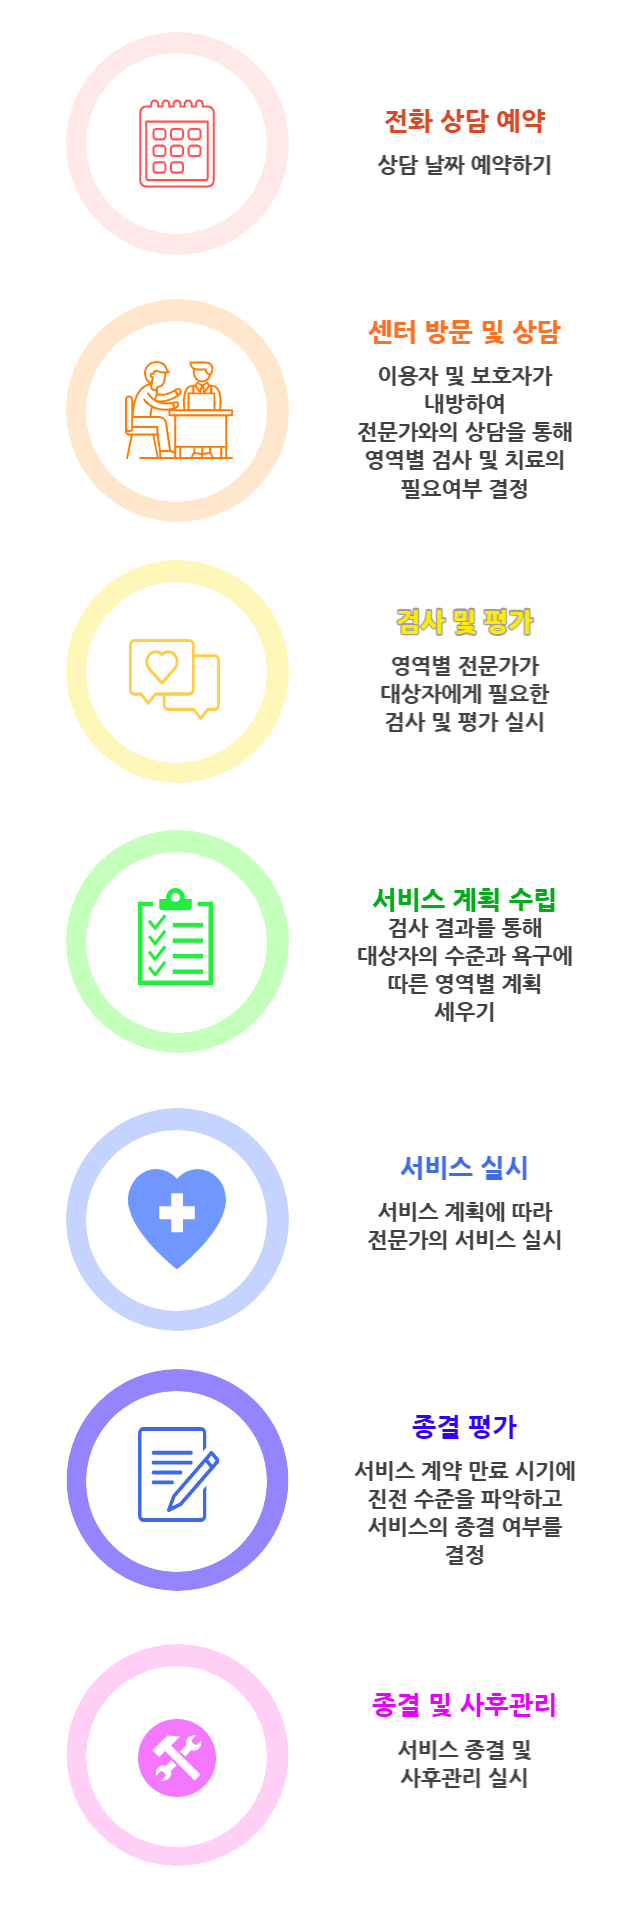 전화 상담 예약
상담 날짜 예약하기
센터 방문 및 상담
이용자 및 보호자가
내방하여
전문가와의 상담을 통해
영역별 검사 및 치료의
필요여부 결정
검사 및 평가
영역별 전문가가
대상자에게 필요한
검사 및 평가 실시
서비스 계획 수립
검사 결과를 통해
대상자의 수준과 욕구에
따른 영역별 계획
세우기
서비스 실시
서비스 계획에 따라
전문가의 서비스 실시
종결 평가
서비스 계약 만료 시기에
진전 수준을 파악하고
서비스의 종결 여부를
결정
종결 및 사후관리
서비스 종결 및
사후관리 실시